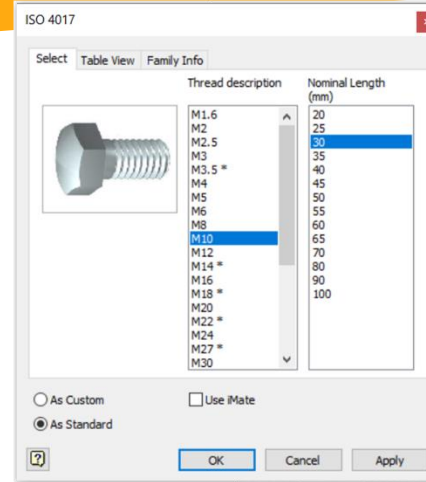 ISO 4017
Select Table View Family Info
Thread description
Nominal Length
(mm)
M1.6
M2
M2.5
M3
M3.5 *
M4
M5
M6
M8
M10
M12
M14 *
M16
M18 *
M20
M22 *
M24
M27 *
M30
20
25
30
35
40
45
50
55
60
65
70
80
90
100
As Custom
Use iMate
As Standard
?
OK Cancel Apply